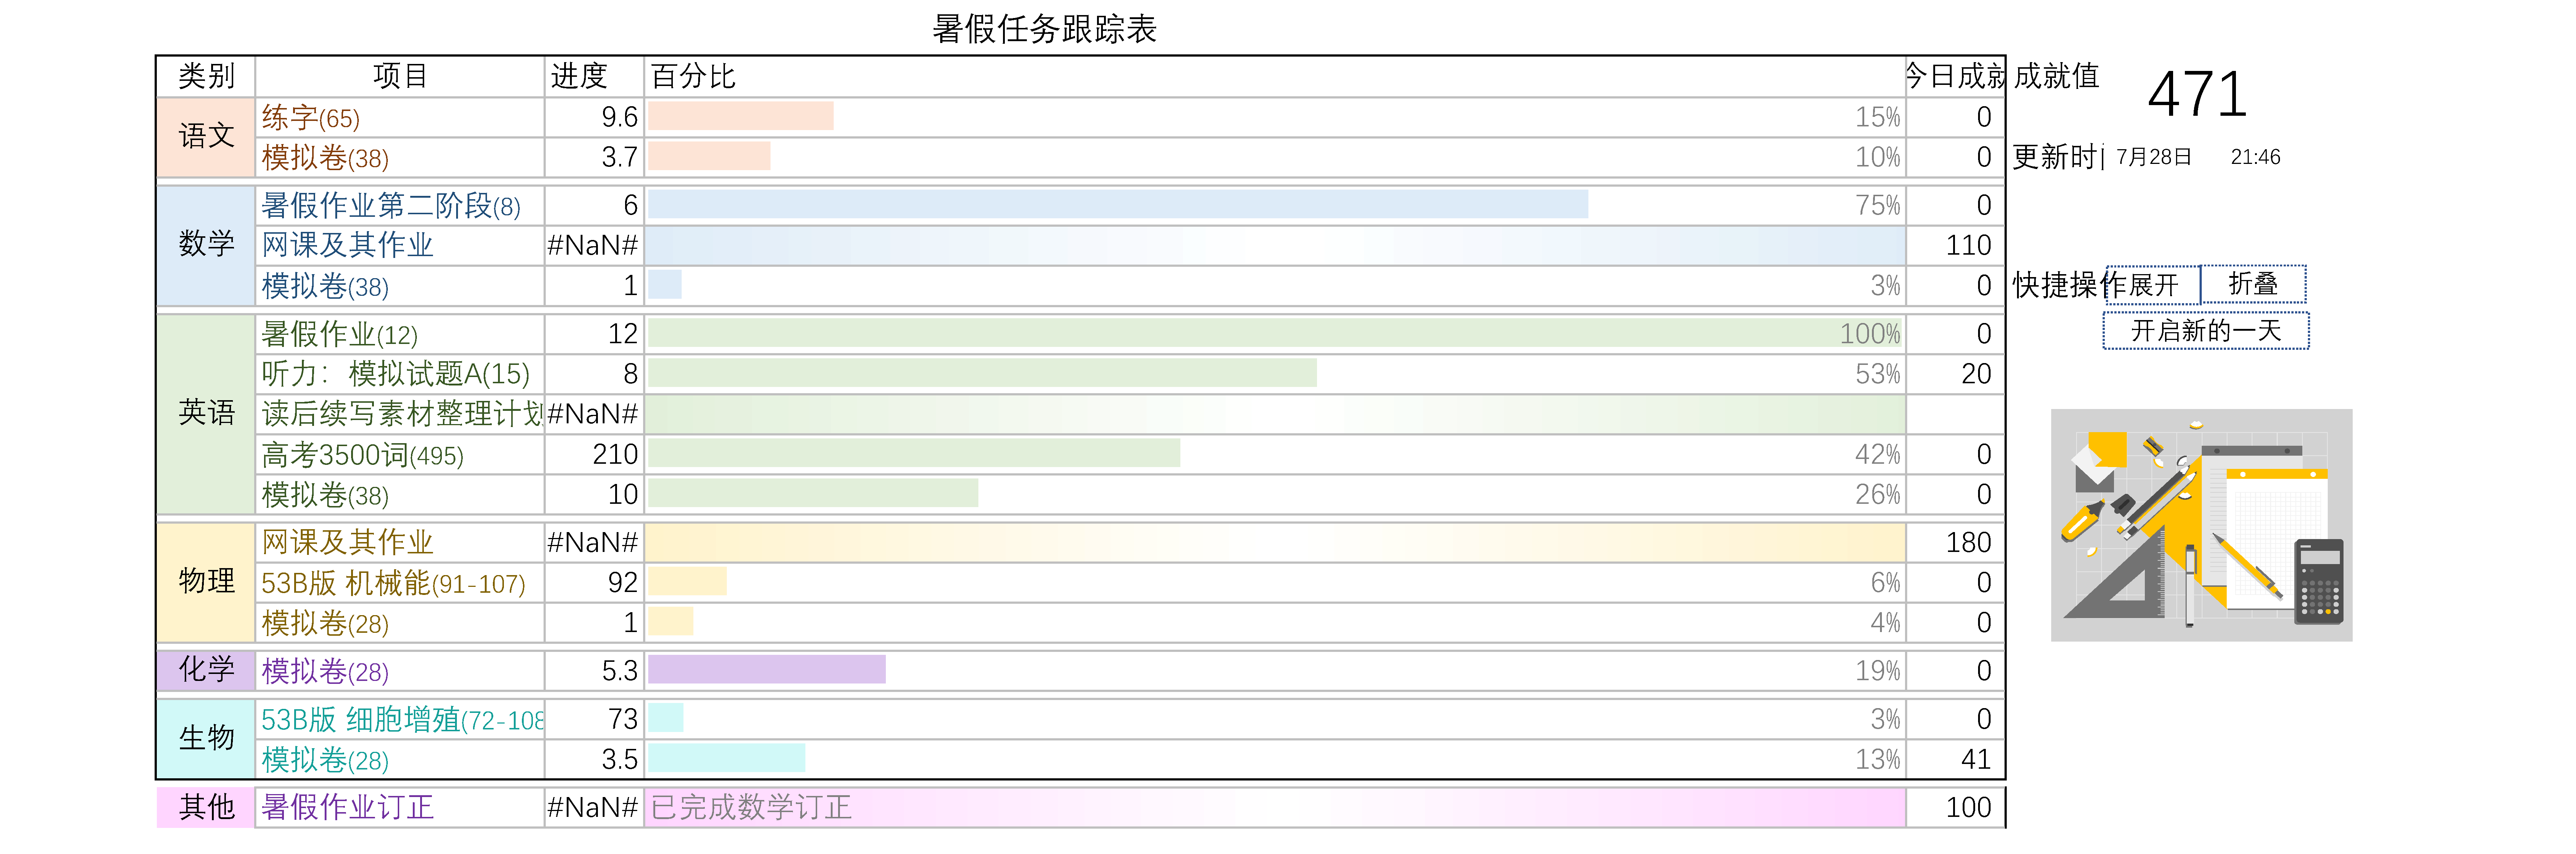 暑假任务跟踪表
类别 项目 进度 百分比 今日成就 成就值 471
语文 练字(65) 9.6 15% 0
模拟卷(38) 3.7 10% 0 更新时 7月28日 21:46
数学 暑假作业第二阶段(8) 6 75% 0
网课及其作业 #NaN# 110
模拟卷(38) 1 3% 0 快捷操作 展开 折叠
开启新的一天
英语 暑假作业(12) 12 100% 0
听力：模拟试题A(15) 8 53% 20
读后续写素材整理计划 #NaN#
高考3500词(495) 210 42% 0
模拟卷(38) 10 26% 0
物理 网课及其作业 #NaN# 180
53B版 机械能(91-107) 92 6% 0
模拟卷(28) 1 4% 0
化学 模拟卷(28) 5.3 19% 0
生物 53B版 细胞增殖(72-108 73 3% 0
模拟卷(28) 3.5 13% 41
其他 暑假作业订正 #NaN# 已完成数学订正 100